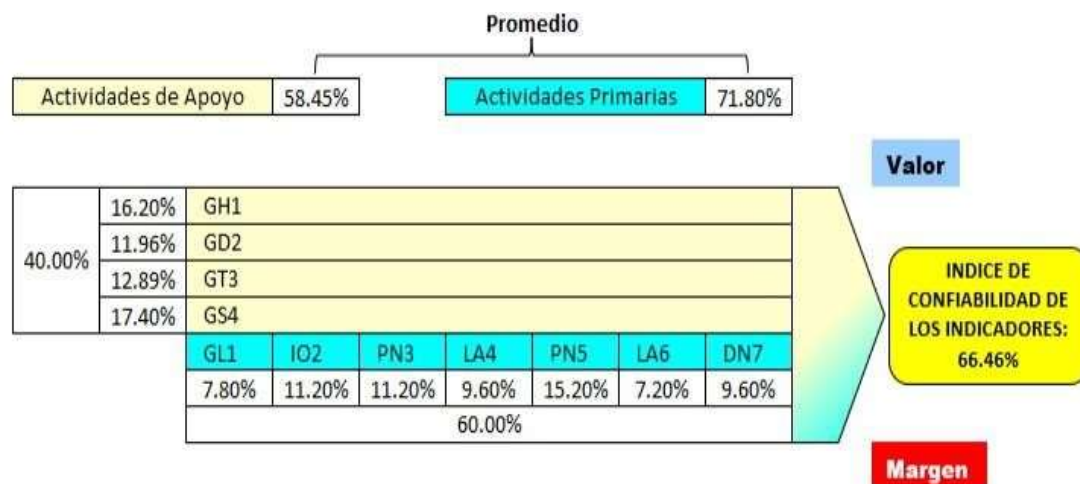 Promedio
Actividades de Apoyo 58.45% Actividades Primarias 71.80%
Valor
40.00%
16.20% GH1
11.96% GD2
12.89% GT3
17.40% GS4
GL1 IO2 PN3 LA4 PN5 LA6 DN7
7.80% 11.20% 11.20% 9.60% 15.20% 7.20% 9.60%
60.00%
INDICE DE
CONFIABILIDAD DE
LOS INDICADORES:
66.46%
Margen